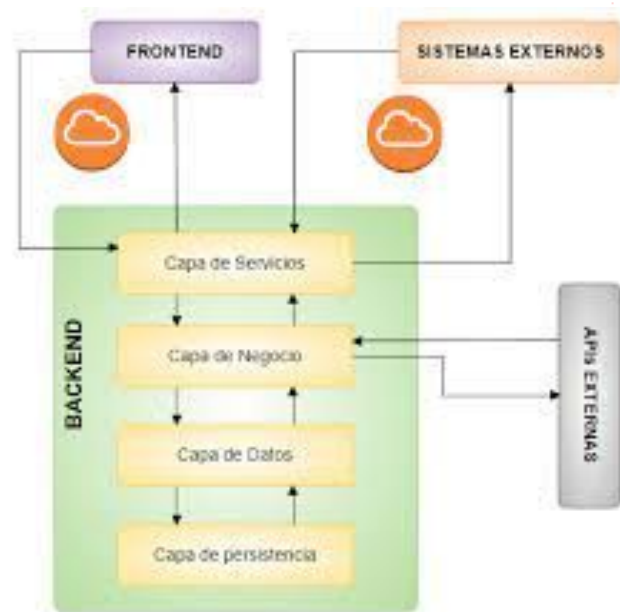 FRONTEND
SISTEMAS EXTERNOS
BACKEND
Capa de Servicios
Capa de Negocio
Capa de Datos
Capa de persistencia
APIs EXTERNAS